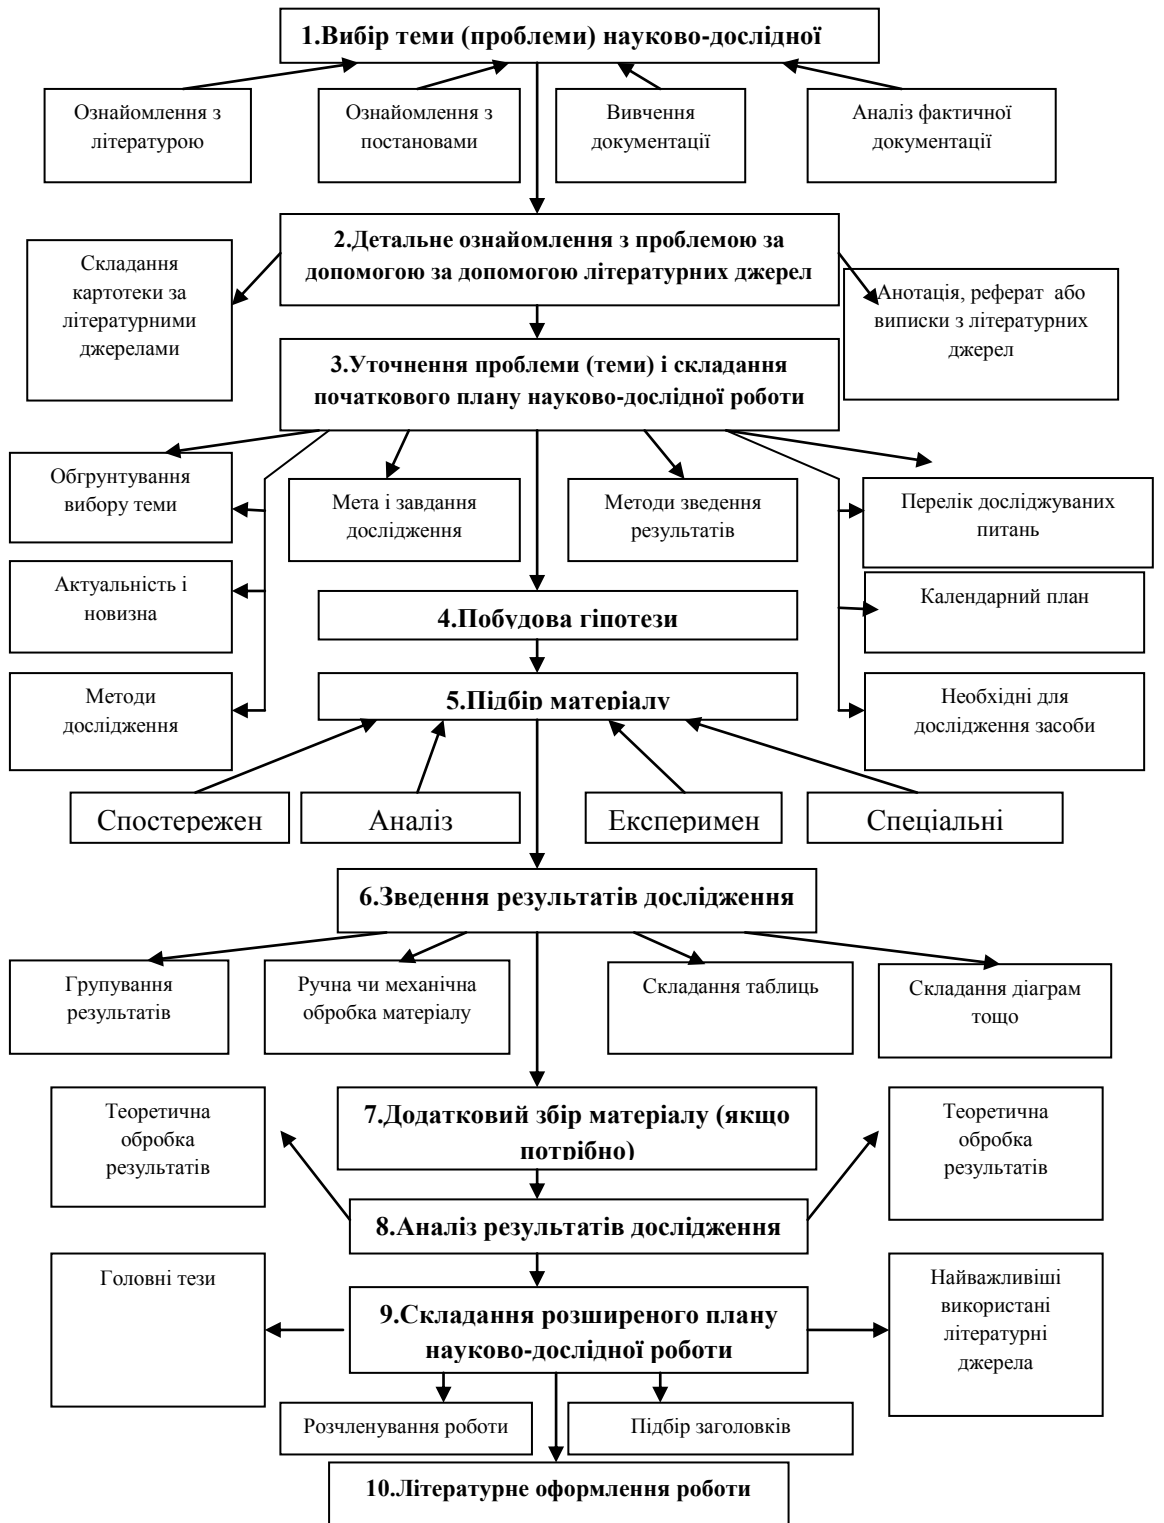 1.Вибір теми (проблеми) науково-дослідної
Ознайомлення з
літературою
Ознайомлення з
постановами
Вивчення
документації
Аналіз фактичної
документації
2.Детальне ознайомлення з проблемою за
допомогою за допомогою літературних джерел
Складання
картотеки за
літературними
джерелами
Анотація, реферат або
виписки з літературних
джерел
3.Уточнення проблеми (теми) і складання
початкового плану науково-дослідної роботи
Обгрунтування
вибору теми
Мета і завдання
дослідження
Методи зведення
результатів
Перелік досліджуваних
питань
Актуальність і
новизна
4.Побудова гіпотези
Календарний план
Методи
дослідження
5.Підбір матеріалу
Необхідні для
дослідження засоби
Спостережен
Аналіз
Експеримен
Спеціальні
6.Зведення результатів дослідження
Групування
результатів
Ручна чи механічна
обробка матеріалу
Складання таблиць
Складання діаграм
тощо
Теоретична
обробка
результатів
7.Додатковий збір матеріалу (якщо
потрібно)
Теоретична
обробка
результатів
8.Аналіз результатів дослідження
Головні тези
9.Складання розширеного плану
науково-дослідної роботи
Найважливіші
використані
літературні
джерела
Розчленування роботи
Підбір заголовків
10.Літературне оформлення роботи